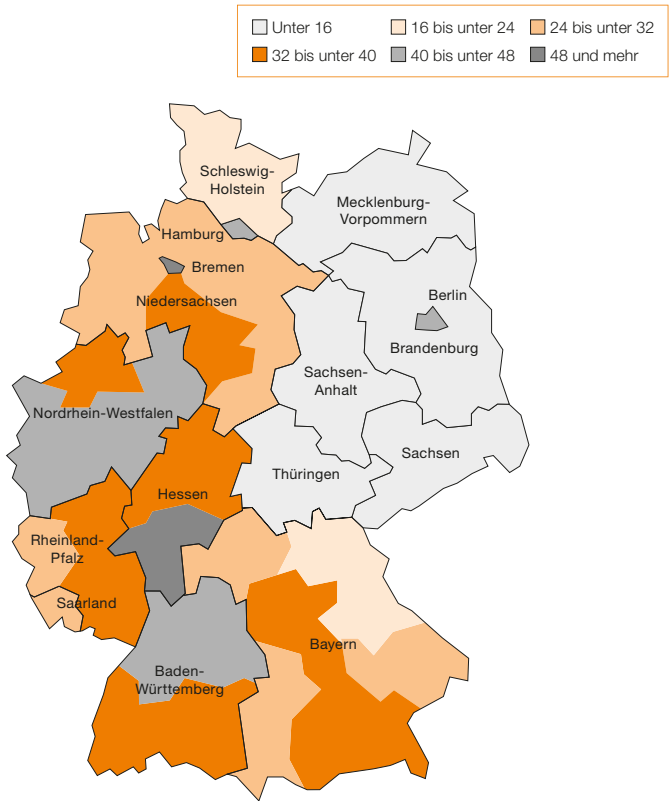 Unter 16
16 bis unter 24
24 bis unter 32
32 bis unter 40
40 bis unter 48
48 und mehr
Schleswig-
Holstein
Mecklenburg-
Vorpommern
Hamburg
Bremen
Niedersachsen
Berlin
Brandenburg
Sachsen-
Anhalt
Nordrhein-Westfalen
Sachsen
Thüringen
Hessen
Rheinland-
Pfalz
Saarland
Bayern
Baden-
Württemberg